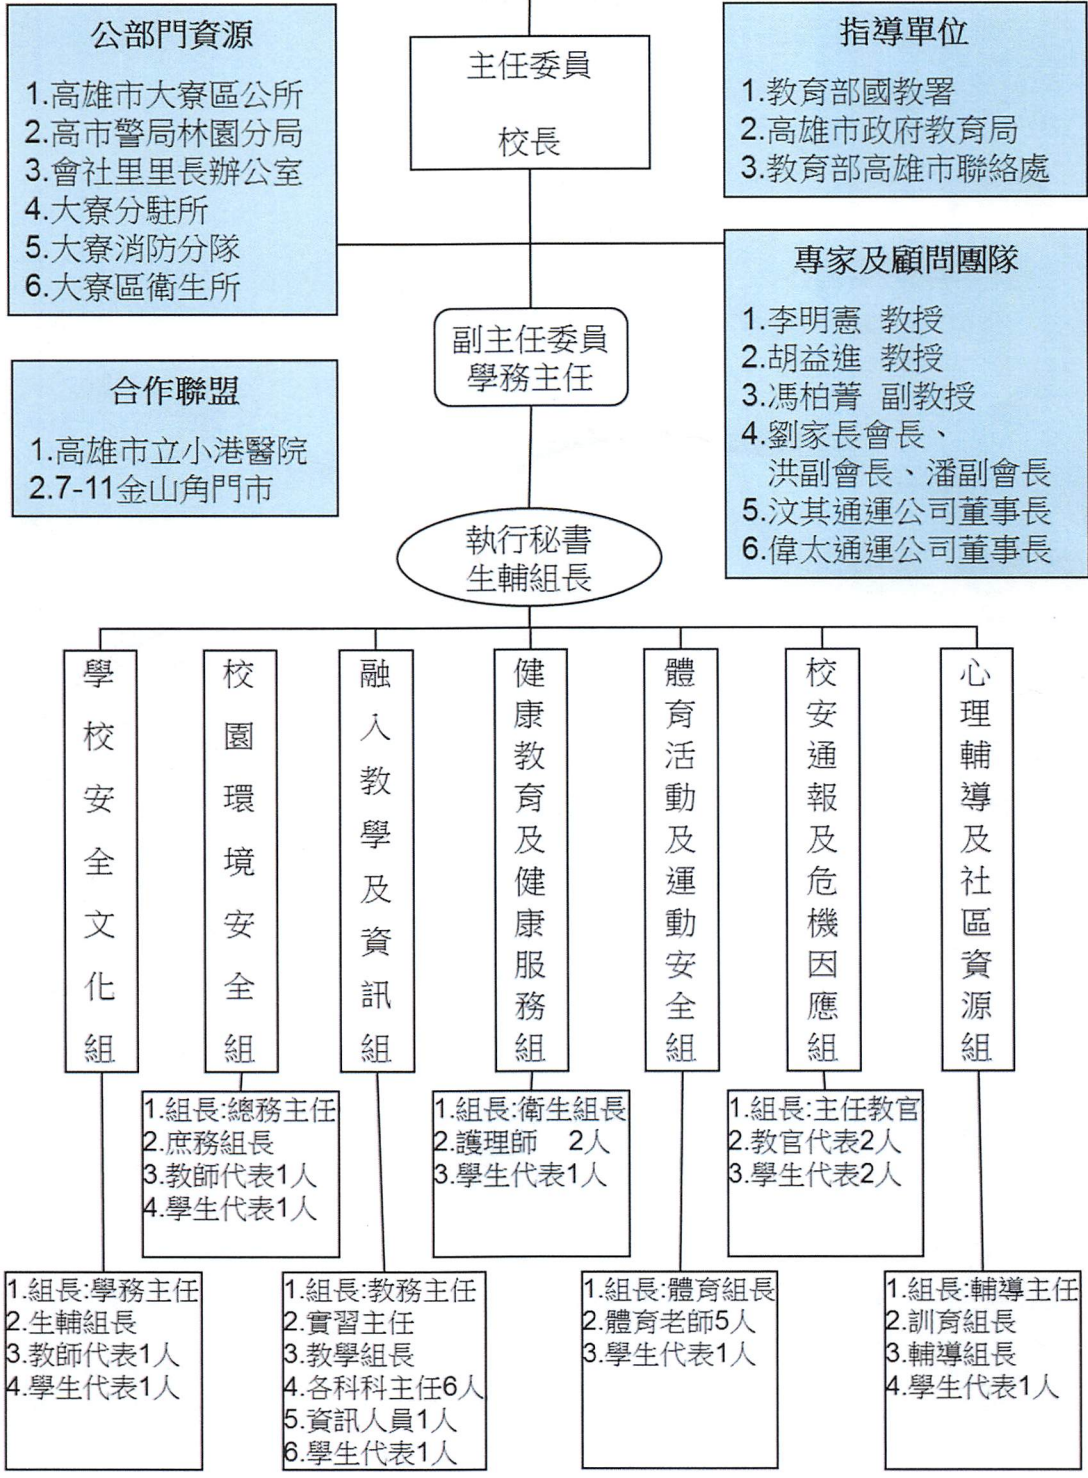 公部門資源
1.高雄市大寮區公所
2.高市警局林園分局
3.會社里里長辦公室
4.大寮分駐所
5.大寮消防分隊
6.大寮區衛生所
主任委員
校長
指導單位
1.教育部國教署
2.高雄市政府教育局
3.教育部高雄市聯絡處
專家及顧問團隊
1.李明憲 教授
2.胡益進 教授
3.馮柏菁 副教授
4.劉家長會長、
洪副會長、潘副會長
5.汶其通運公司董事長
6.偉太通運公司董事長
副主任委員
學務主任
合作聯盟
1.高雄市立小港醫院
2.7-11金山角門市
執行秘書
生輔組長
學校安全文化組
校園環境安全組
融入教學及資訊組
健康教育及健康服務組
體育活動及運動安全組
校安通報及危機因應組
心理輔導及社區資源組
1.組長:總務主任
2.庶務組長
3.教師代表1人
4.學生代表1人
1.組長:衛生組長
2.護理師 2人
3.學生代表1人
1.組長:主任教官
2.教官代表2人
3.學生代表2人
1.組長:學務主任
2.生輔組長
3.教師代表1人
4.學生代表1人
1.組長:教務主任
2.實習主任
3.教學組長
4.各科科主任6人
5.資訊人員1人
6.學生代表1人
1.組長:體育組長
2.體育老師5人
3.學生代表1人
1.組長:輔導主任
2.訓育組長
3.輔導組長
4.學生代表1人